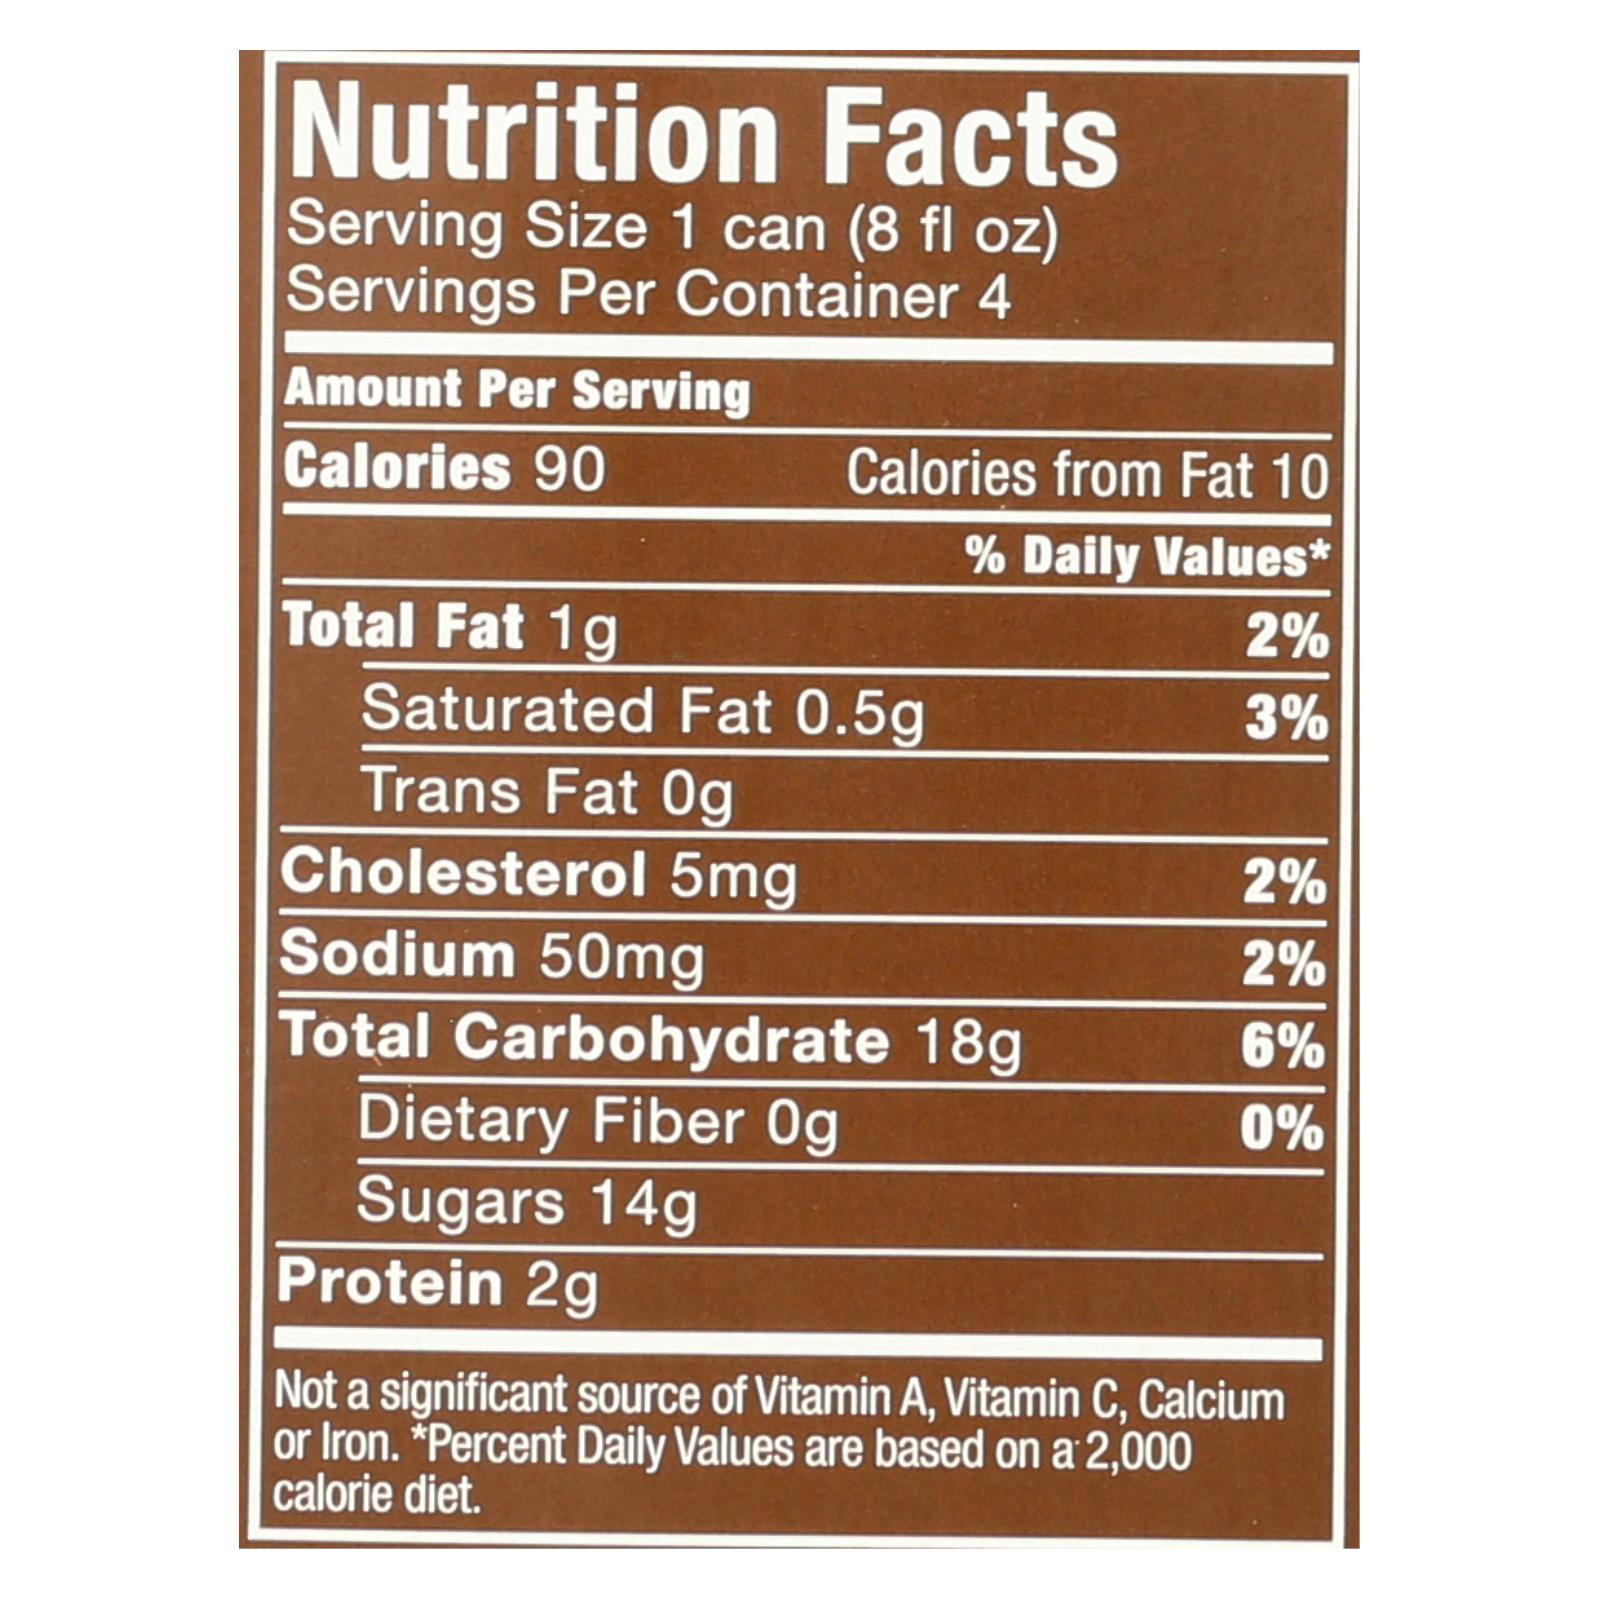 Nutrition Facts
Serving Size 1 can (8 fl oz)
Servings Per Container 4
Amount Per Serving
Calories 90 Calories from Fat 10
% Daily Values*
Total Fat 1g 2%
Saturated Fat 0.5g 3%
Trans Fat 0g
Cholesterol 5mg 2%
Sodium 50mg 2%
Total Carbohydrate 18g 6%
Dietary Fiber 0g 0%
Sugars 14g
Protein 2g
Not a significant source of Vitamin A, Vitamin C, Calcium
or Iron. *Percent Daily Values are based on a 2,000
calorie diet.